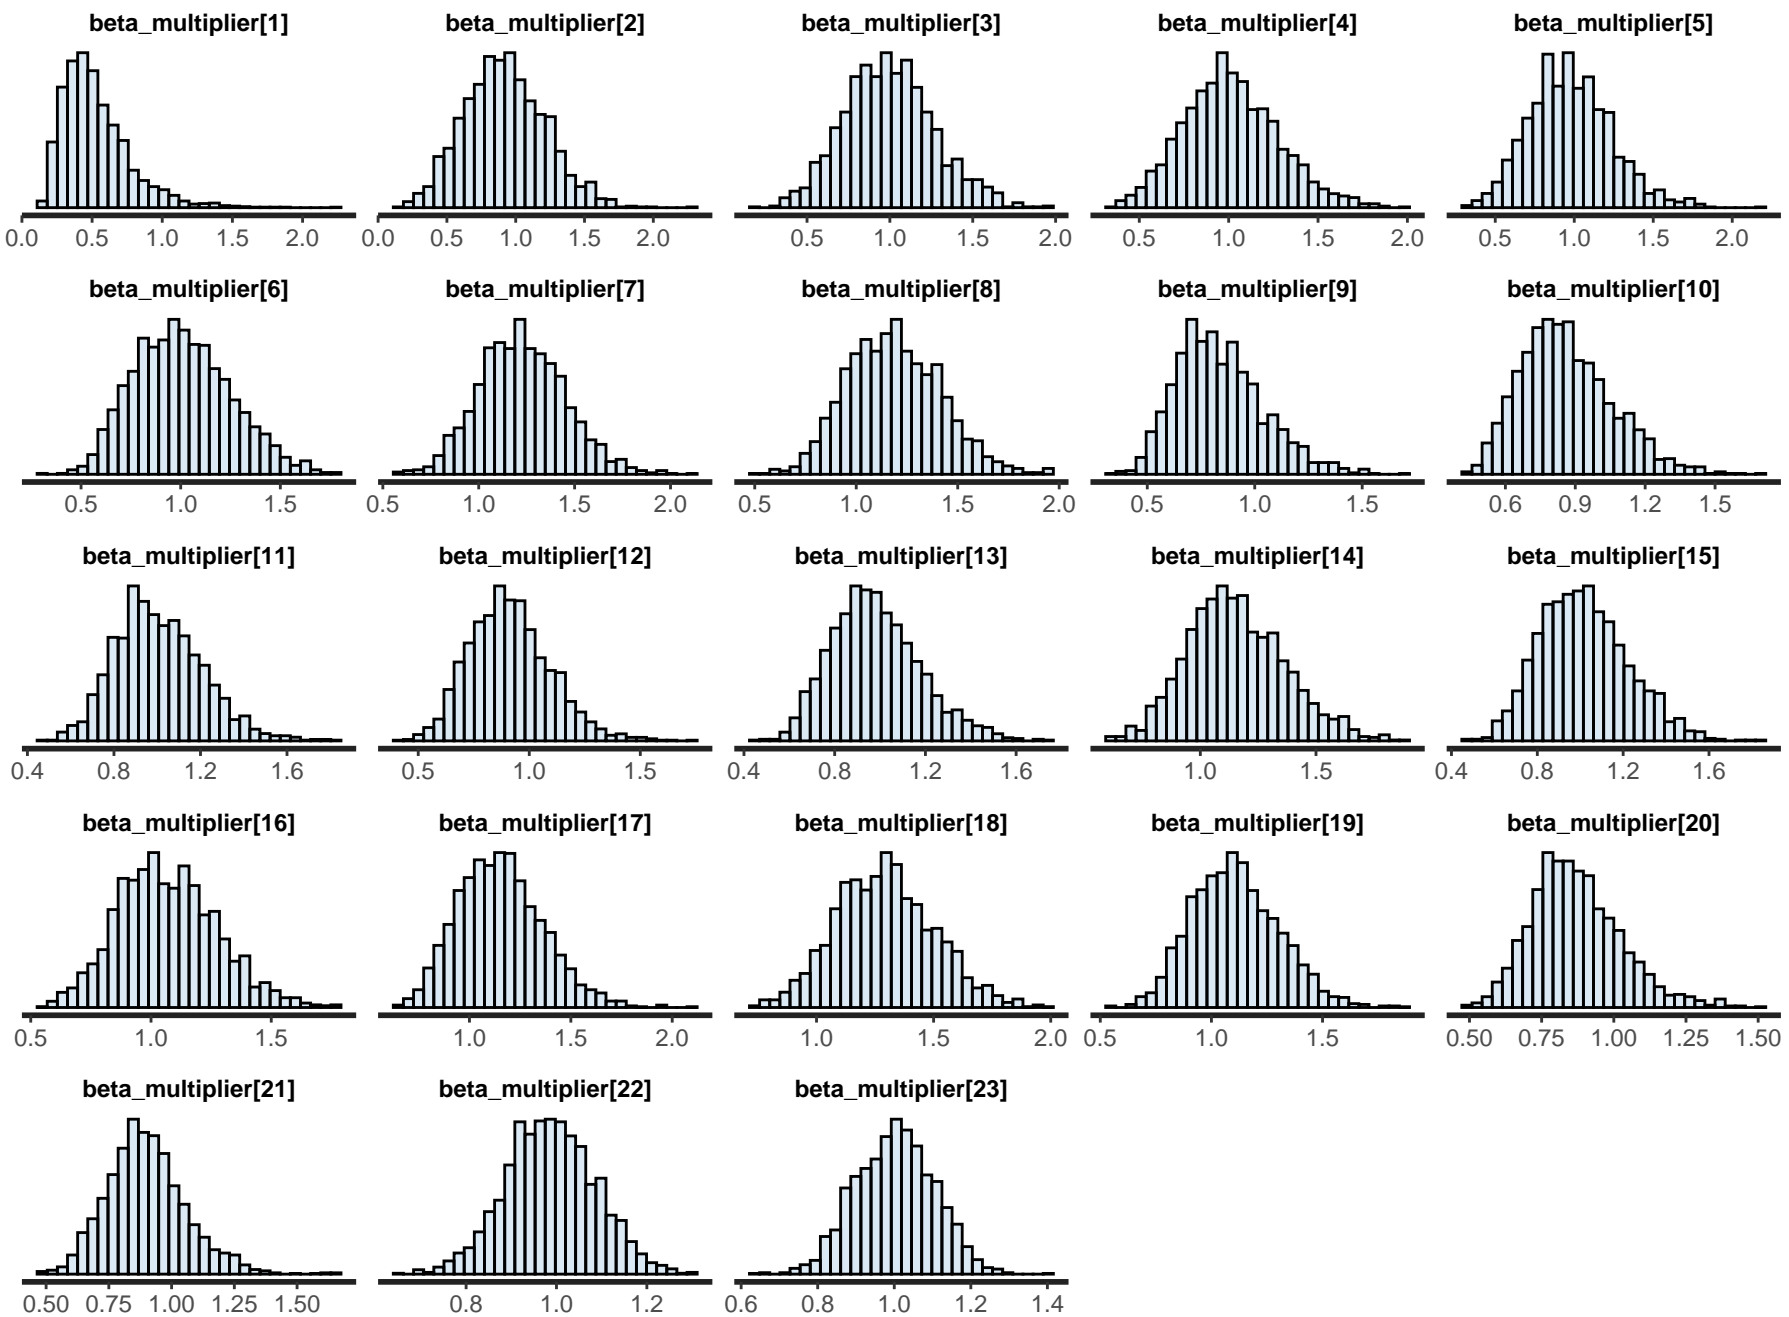 beta_multiplier[1] beta_multiplier[2] beta_multiplier[3] beta_multiplier[4] beta_multiplier[5]
0.0 0.5 1.0 1.5 2.0 0.0 0.5 1.0 1.5 2.0 0.5 1.0 1.5 2.0 0.5 1.0 1.5 2.0 0.5 1.0 1.5 2.0
beta_multiplier[6] beta_multiplier[7] beta_multiplier[8] beta_multiplier[9] beta_multiplier[10]
0.5 1.0 1.5 0.5 1.0 1.5 2.0 0.5 1.0 1.5 2.0 0.5 1.0 1.5 0.6 0.9 1.2 1.5
beta_multiplier[11] beta_multiplier[12] beta_multiplier[13] beta_multiplier[14] beta_multiplier[15]
0.4 0.8 1.2 1.6 0.5 1.0 1.5 0.4 0.8 1.2 1.6 1.0 1.5 0.4 0.8 1.2 1.6
beta_multiplier[16] beta_multiplier[17] beta_multiplier[18] beta_multiplier[19] beta_multiplier[20]
0.5 1.0 1.5 1.0 1.5 2.0 1.0 1.5 2.0 0.5 1.0 1.5 0.50 0.75 1.00 1.25 1.50
beta_multiplier[21] beta_multiplier[22] beta_multiplier[23]
0.50 0.75 1.00 1.25 1.50 0.8 1.0 1.2 0.6 0.8 1.0 1.2 1.4